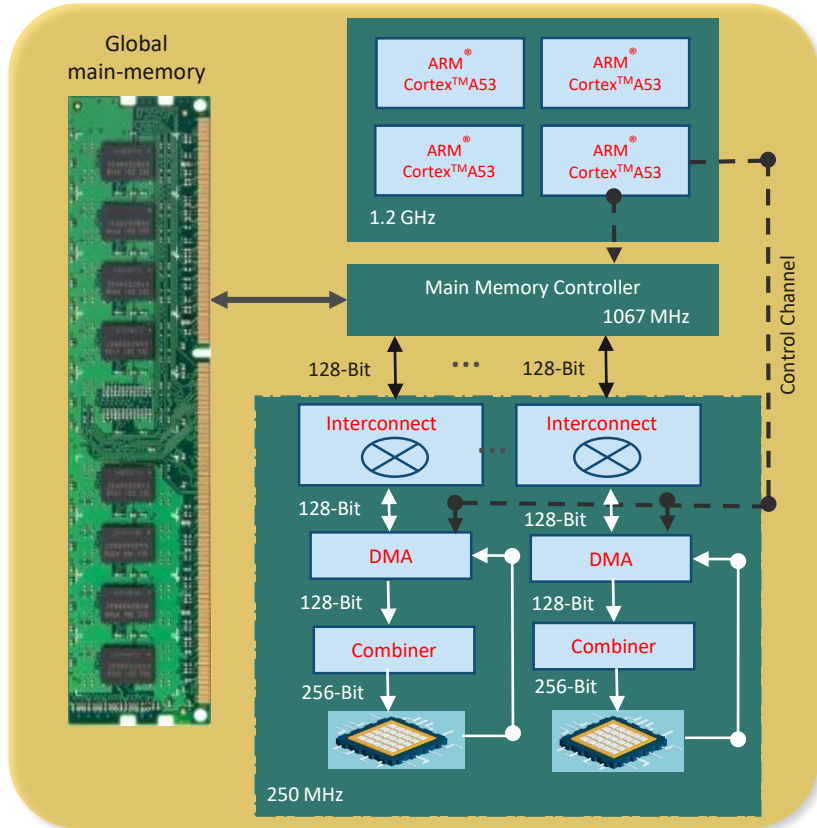 Global
main-memory
ARM®
Cortex™A53
ARM®
Cortex™A53
ARM®
Cortex™A53
ARM®
Cortex™A53
1.2 GHz
Main Memory Controller
1067 MHz
Control Channel
128-Bit
...
128-Bit
Interconnect
...
Interconnect
128-Bit
128-Bit
DMA
DMA
128-Bit
128-Bit
Combiner
Combiner
256-Bit
256-Bit
250 MHz